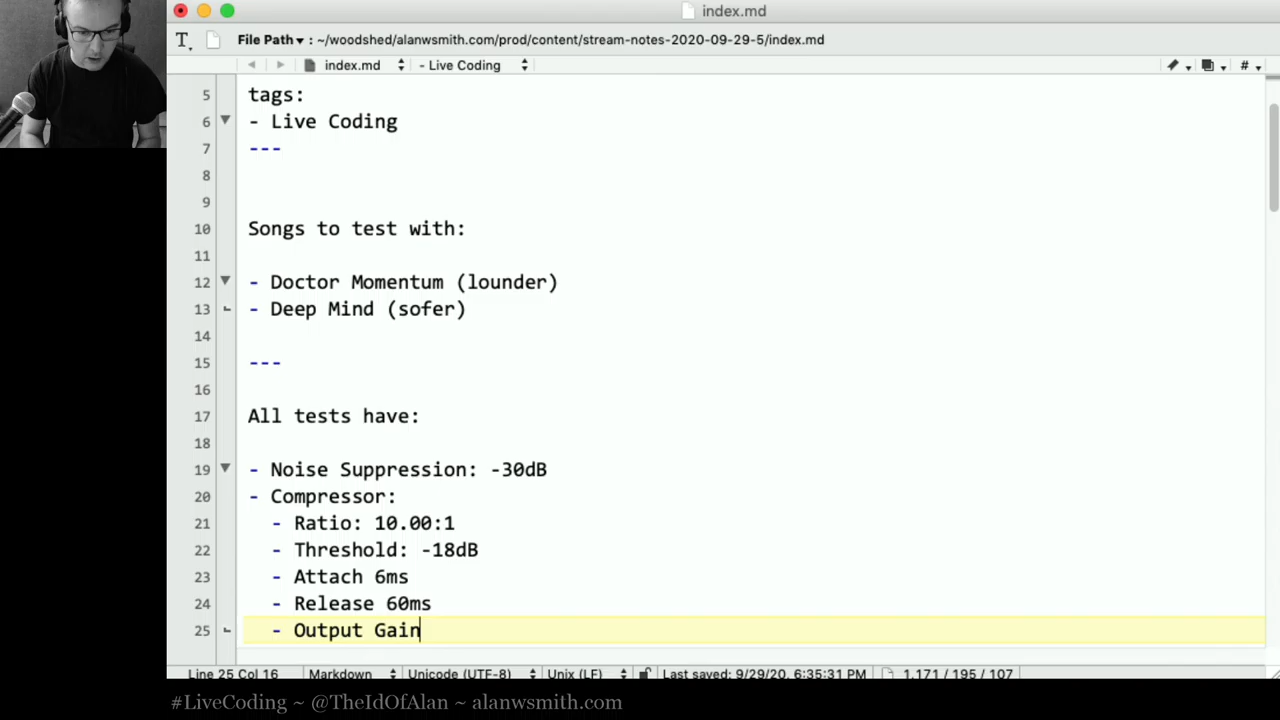 index.md
File Path ▾ : ~/woodshed/alanwsmith.com/prod/content/stream-notes-2020-09-29-5/index.md
index.md - Live Coding #
5 tags:
6 - Live Coding
7 ---
8
9
10 Songs to test with:
11
12 - Doctor Momentum (lounder)
13 - Deep Mind (sofer)
14
15 ---
16
17 All tests have:
18
19 - Noise Suppression: -30dB
20 - Compressor:
21 - Ratio: 10.00:1
22 - Threshold: -18dB
23 - Attach 6ms
24 - Release 60ms
25 - Output Gain
Line 25 Col 16 Markdown Unicode (UTF-8) Unix (LF) Last saved: 9/29/20, 6:35:31 PM 1,171 / 195 / 107
#LiveCoding ~ @TheIdOfAlan ~ alanwsmith.com